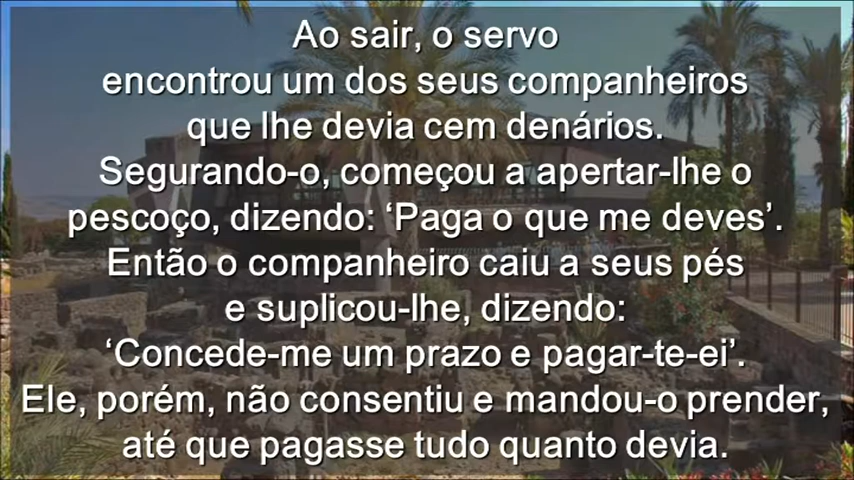 Ao sair, o servo
encontrou um dos seus companheiros
que lhe devia cem denários.
Segurando-o, começou a apertar-lhe o
pescoço, dizendo: ‘Paga o que me deves’.
Então o companheiro caiu a seus pés
e suplicou-lhe, dizendo:
‘Concede-me um prazo e pagar-te-ei’.
Ele, porém, não consentiu e mandou-o prender,
até que pagasse tudo quanto devia.